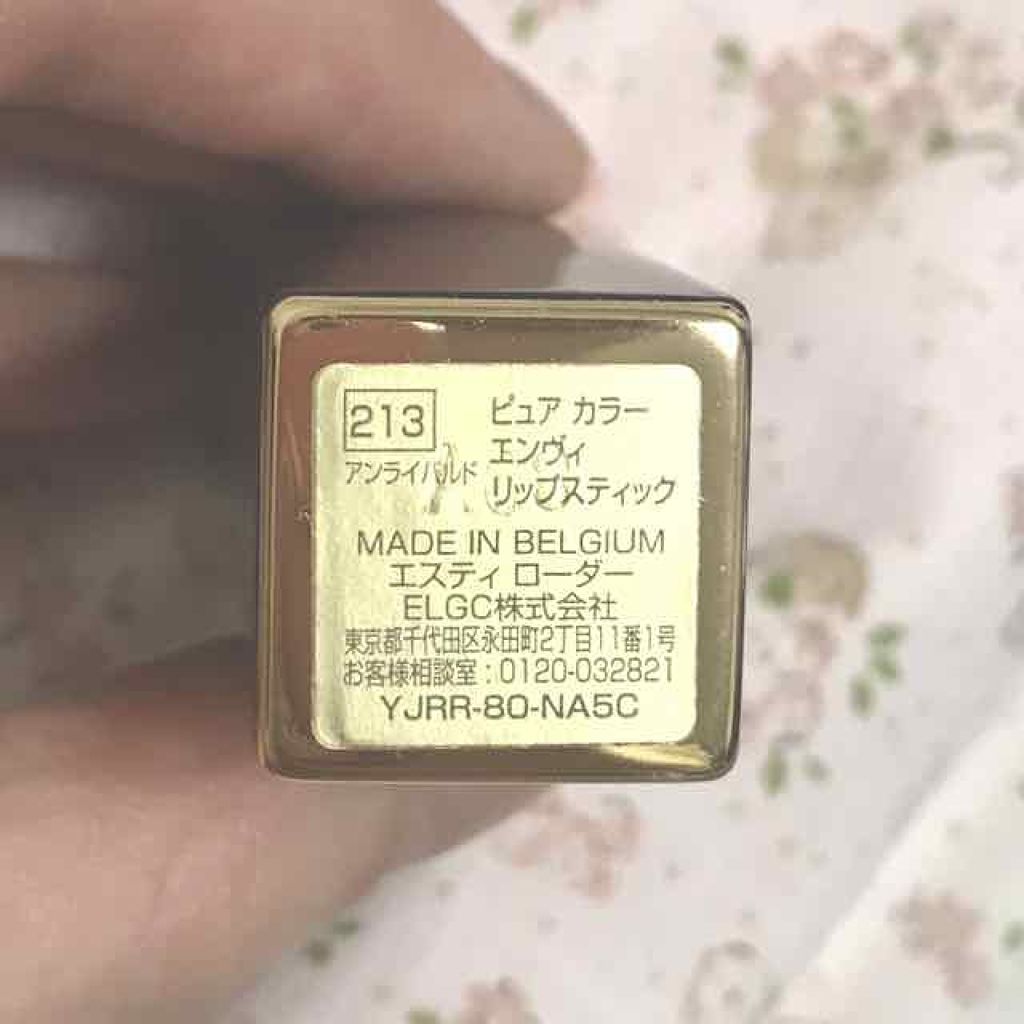 213
アンライバルド
ピュア カラー
エンヴィ
リップスティック
MADE IN BELGIUM
エスティ ローダー
ELGC株式会社
東京都千代田区永田町2丁目11番1号
お客様相談室：0120-032821
YJRR-80-NA5C